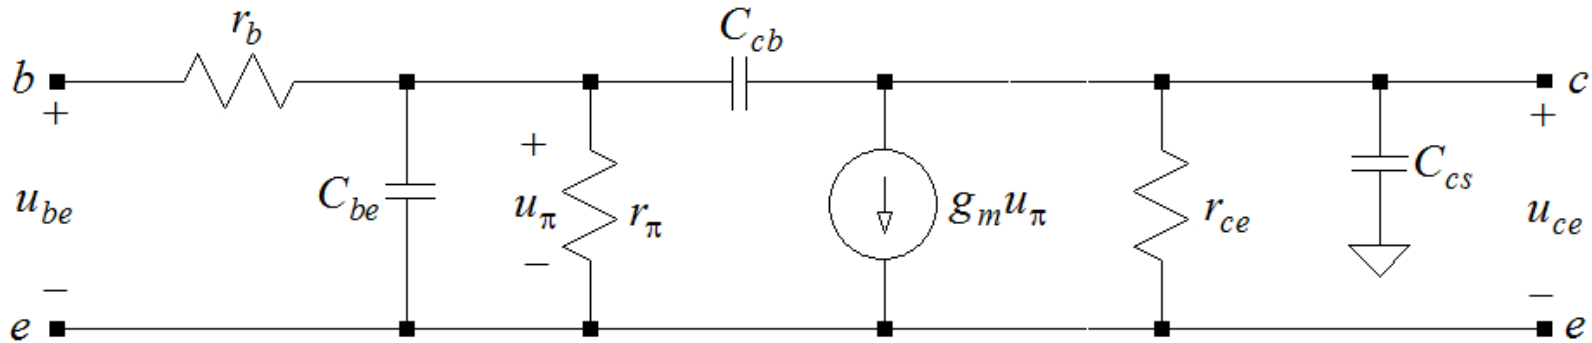 r_b
C_cb
b
c
+
+
+
C_be
u_π
r_π
g_m u_π
r_ce
C_cs
u_be
u_ce
−
−
−
e
e